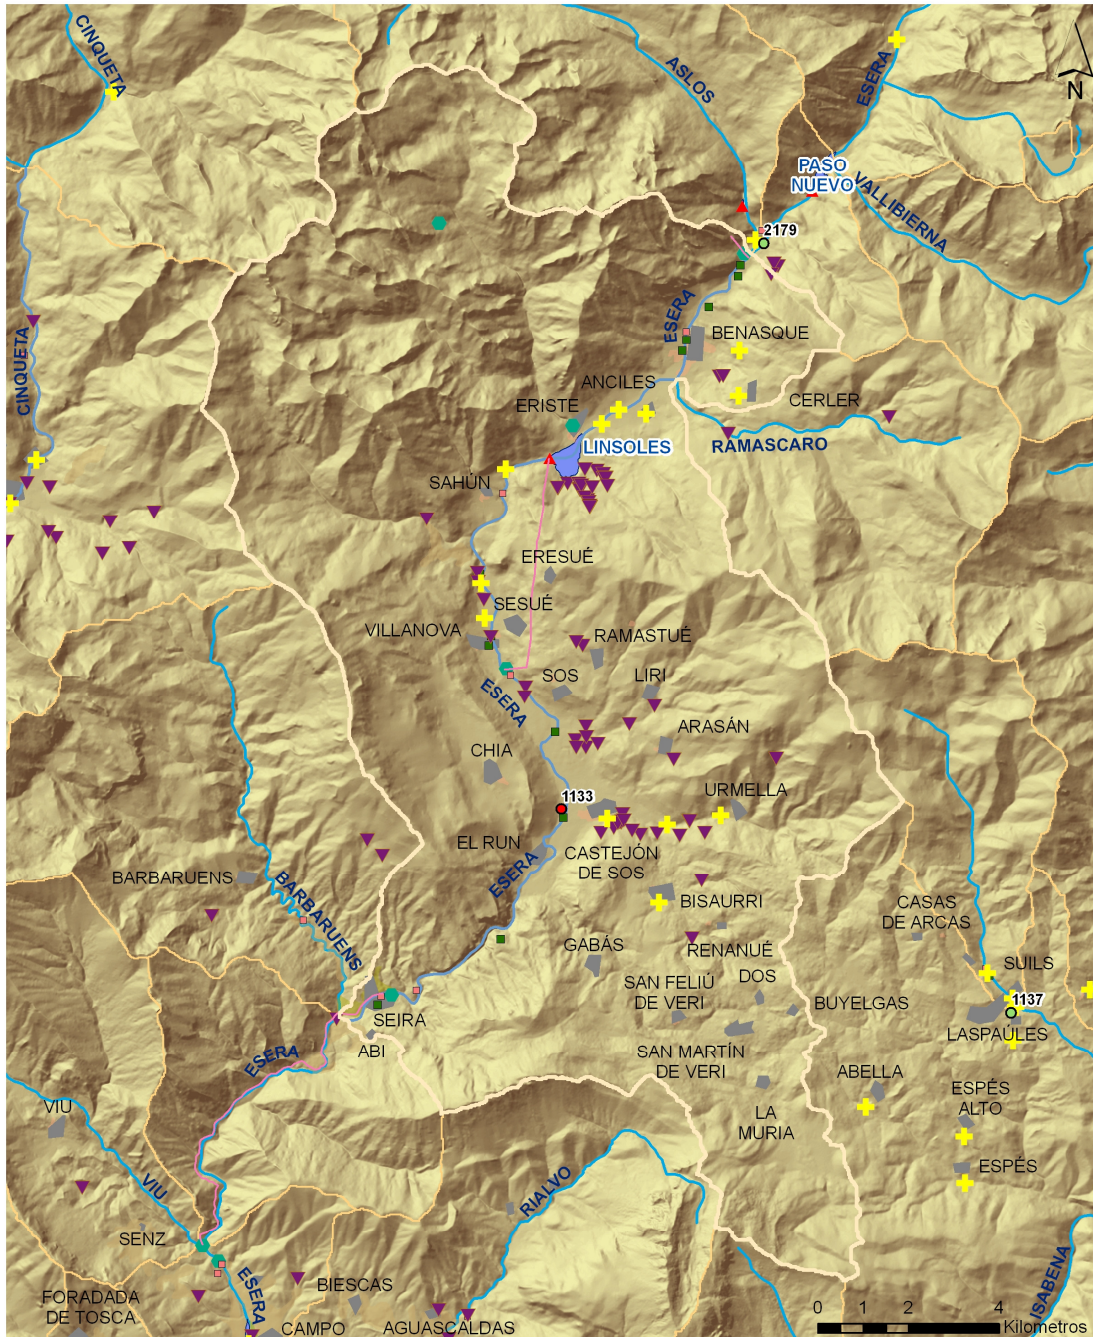 CINQUETA
ASLOS
ESERA
N
PASO
NUEVO
VALLIBIERNA
2179
ESERA
BENASQUE
CINQUETA
ANCILES
CERLER
ERISTE
RAMASCARO
LINSOLES
SAHÚN
ERESUÉ
SESUÉ
VILLANOVA
RAMASTUÉ
SOS
LIRI
ESERA
ARASÁN
CHIA
URMELLA
1133
EL RUN
CASTEJÓN
DE SOS
BARBARUENS
BARBARUENS
ESERA
BISAURRI
CASAS
DE ARCAS
GABÁS
RENANUÉ
SUILS
SAN FELIÚ
DE VERI
DOS
BUYELGAS
1137
LASPAÚLES
SEIRA
ABI
ESERA
SAN MARTÍN
DE VERI
ABELLA
ESPÉS
ALTO
VIU
LA
MURIA
ESPÉS
VIU
RIALVO
SENZ
ESERA
BIESCAS
ISABENA
FORADADA
DE TOSCA
CAMPO
AGUASCALDAS
0 1 2 4
Kilometros